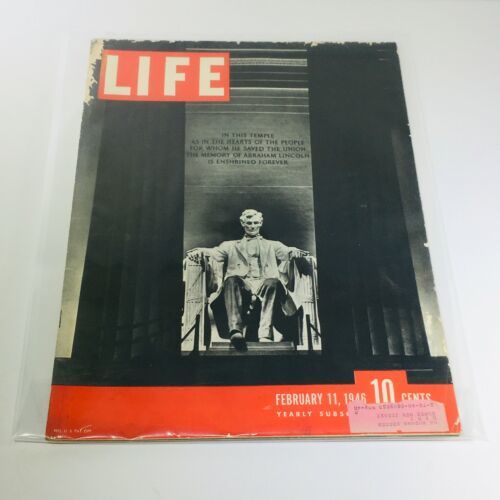 LIFE
IN THIS TEMPLE
AS IN THE HEARTS OF THE PEOPLE
FOR WHOM HE SAVED THE UNION
THE MEMORY OF ABRAHAM LINCOLN
IS ENSHRINED FOREVER
FEBRUARY 11, 1946 10 CENTS
YEARLY SUBSC